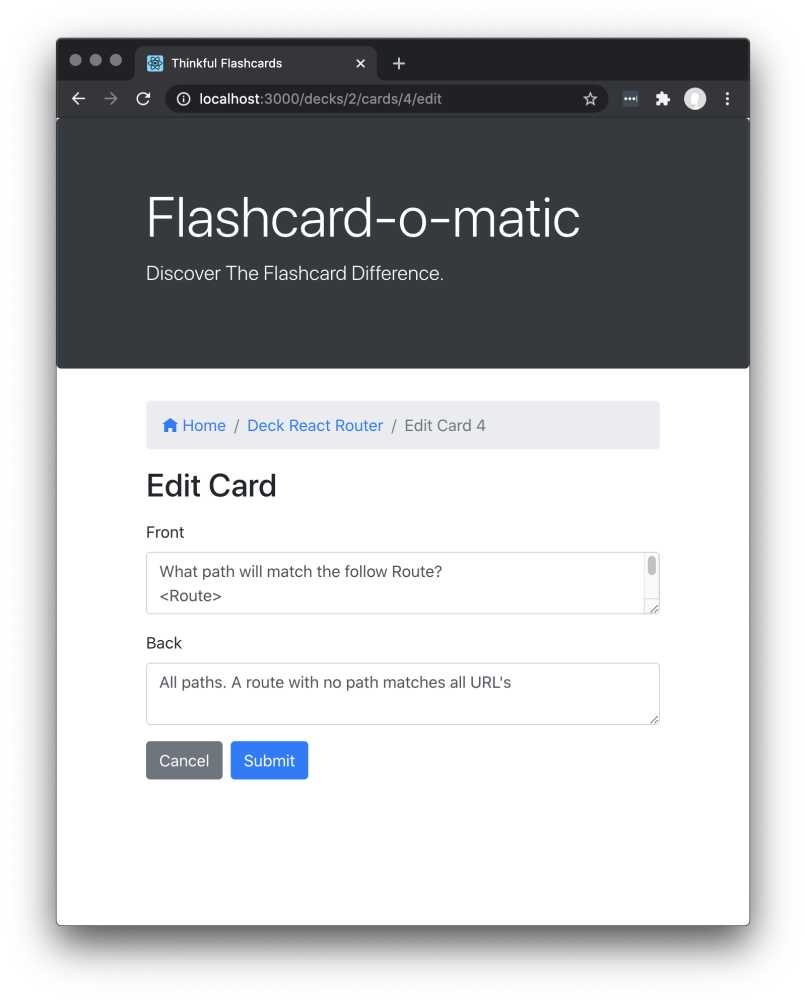 Thinkful Flashcards
localhost:3000/decks/2/cards/4/edit
Flashcard-o-matic
Discover The Flashcard Difference.
Home / Deck React Router / Edit Card 4
Edit Card
Front
What path will match the follow Route?
<Route>
Back
All paths. A route with no path matches all URL's
Cancel Submit